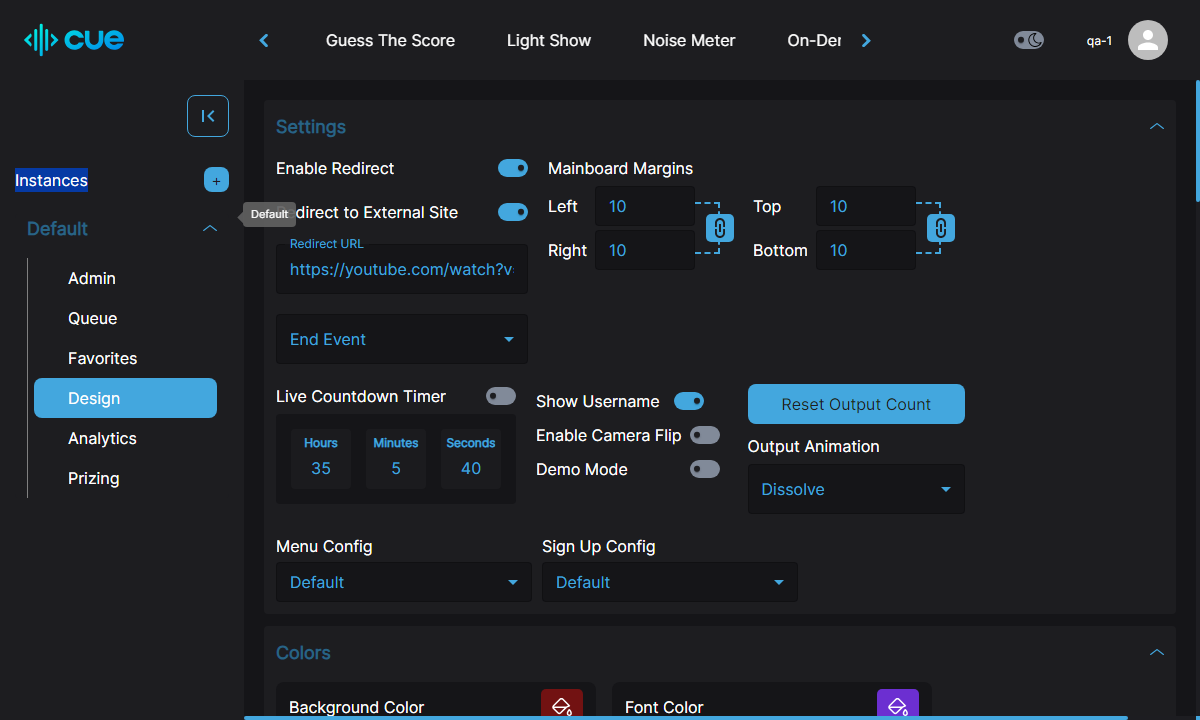 cue
Guess The Score
Light Show
Noise Meter
On-Der
qa-1
Instances
+
Default
Default
Admin
Queue
Favorites
Design
Analytics
Prizing
Settings
Enable Redirect
Mainboard Margins
direct to External Site
Left
10
Top
10
Right
10
Bottom
10
Redirect URL
https://youtube.com/watch?v
End Event
Live Countdown Timer
Hours
Minutes
Seconds
35
5
40
Show Username
Enable Camera Flip
Demo Mode
Reset Output Count
Output Animation
Dissolve
Menu Config
Sign Up Config
Default
Default
Colors
Background Color
Font Color